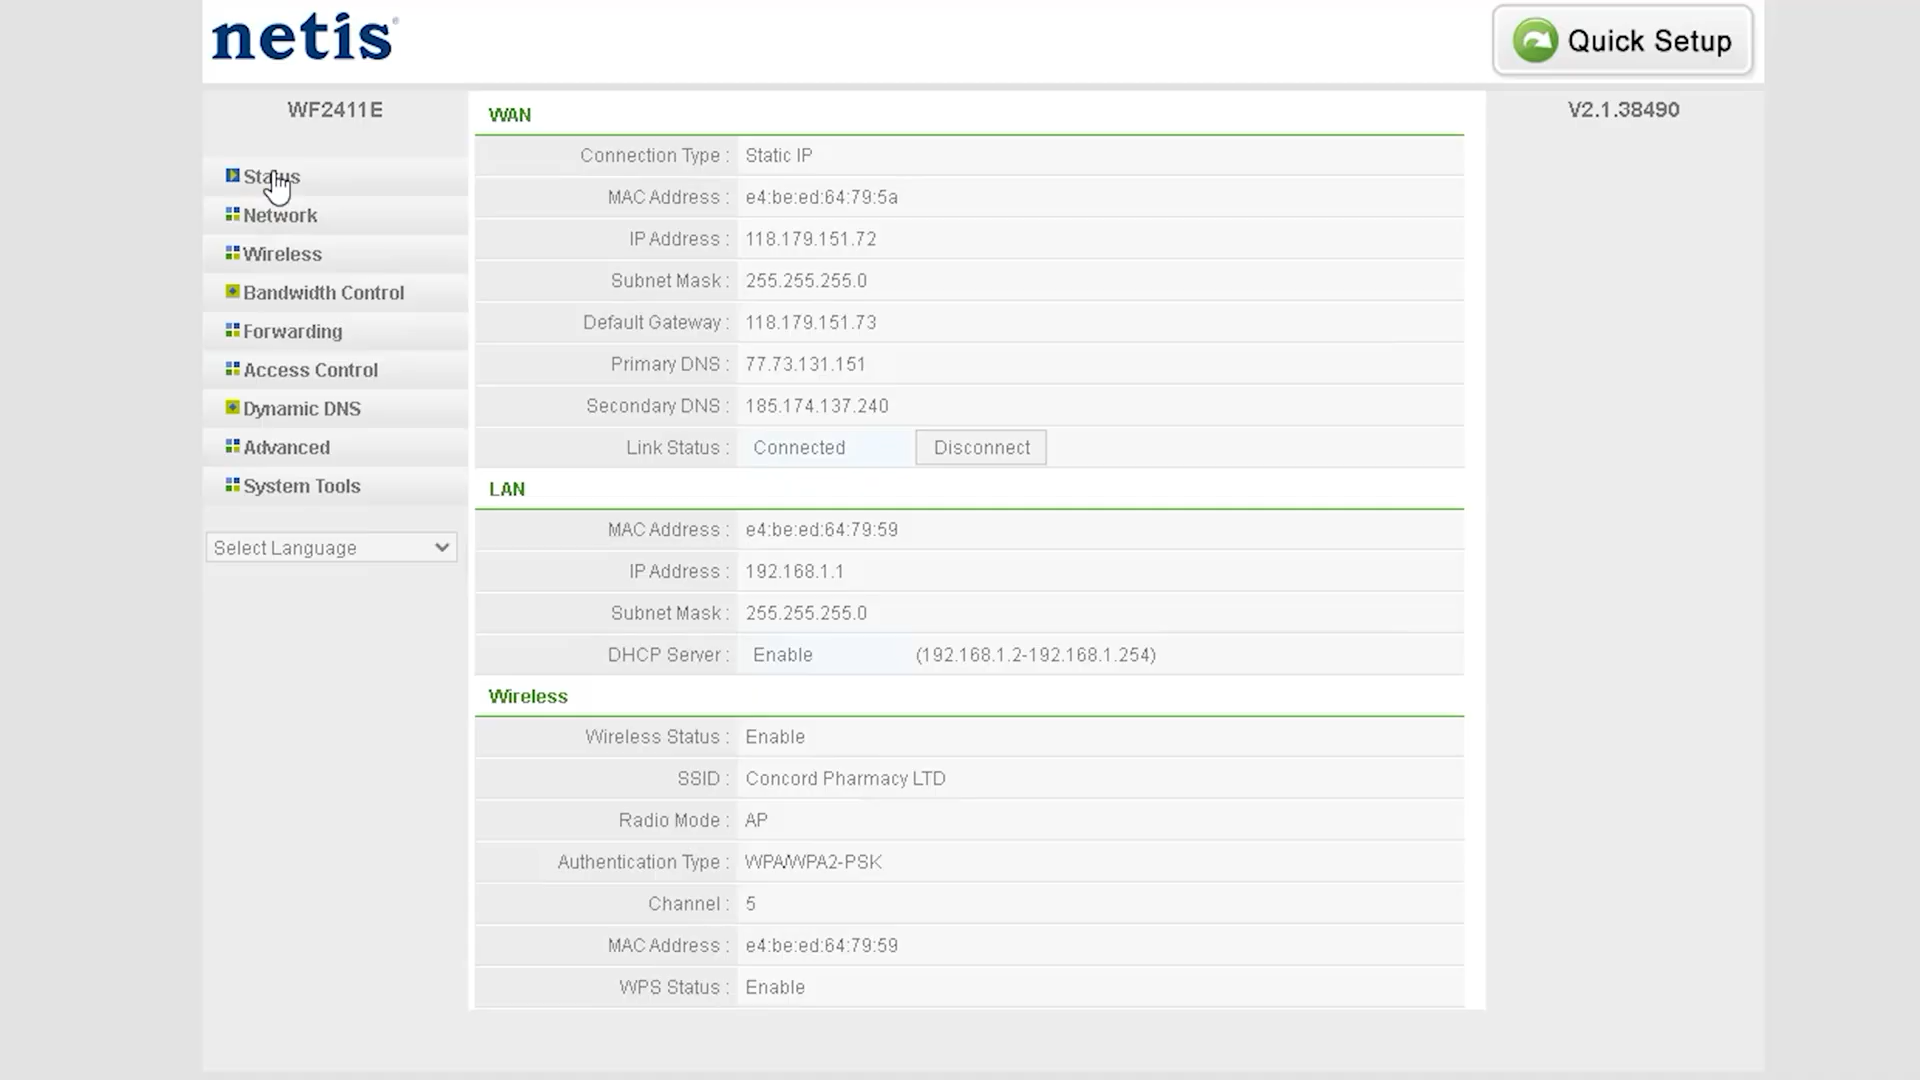 netis
Quick Setup
WF2411E
V2.1.38490
Status
Network
Wireless
Bandwidth Control
Forwarding
Access Control
Dynamic DNS
Advanced
System Tools
Select Language
WAN
Connection Type : Static IP
MAC Address : e4:be:ed:64:79:5a
IP Address : 118.179.151.72
Subnet Mask : 255.255.255.0
Default Gateway : 118.179.151.73
Primary DNS : 77.73.131.151
Secondary DNS : 185.174.137.240
Link Status : Connected Disconnect
LAN
MAC Address : e4:be:ed:64:79:59
IP Address : 192.168.1.1
Subnet Mask : 255.255.255.0
DHCP Server : Enable (192.168.1.2-192.168.1.254)
Wireless
Wireless Status : Enable
SSID : Concord Pharmacy LTD
Radio Mode : AP
Authentication Type : WPA/WPA2-PSK
Channel : 5
MAC Address : e4:be:ed:64:79:59
WPS Status : Enable